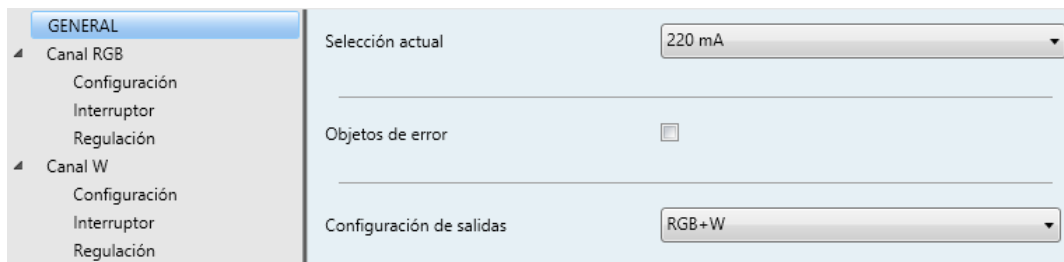 GENERAL
Canal RGB
Configuración
Interruptor
Regulación
Canal W
Configuración
Interruptor
Regulación
Selección actual
220 mA
Objetos de error
Configuración de salidas
RGB+W